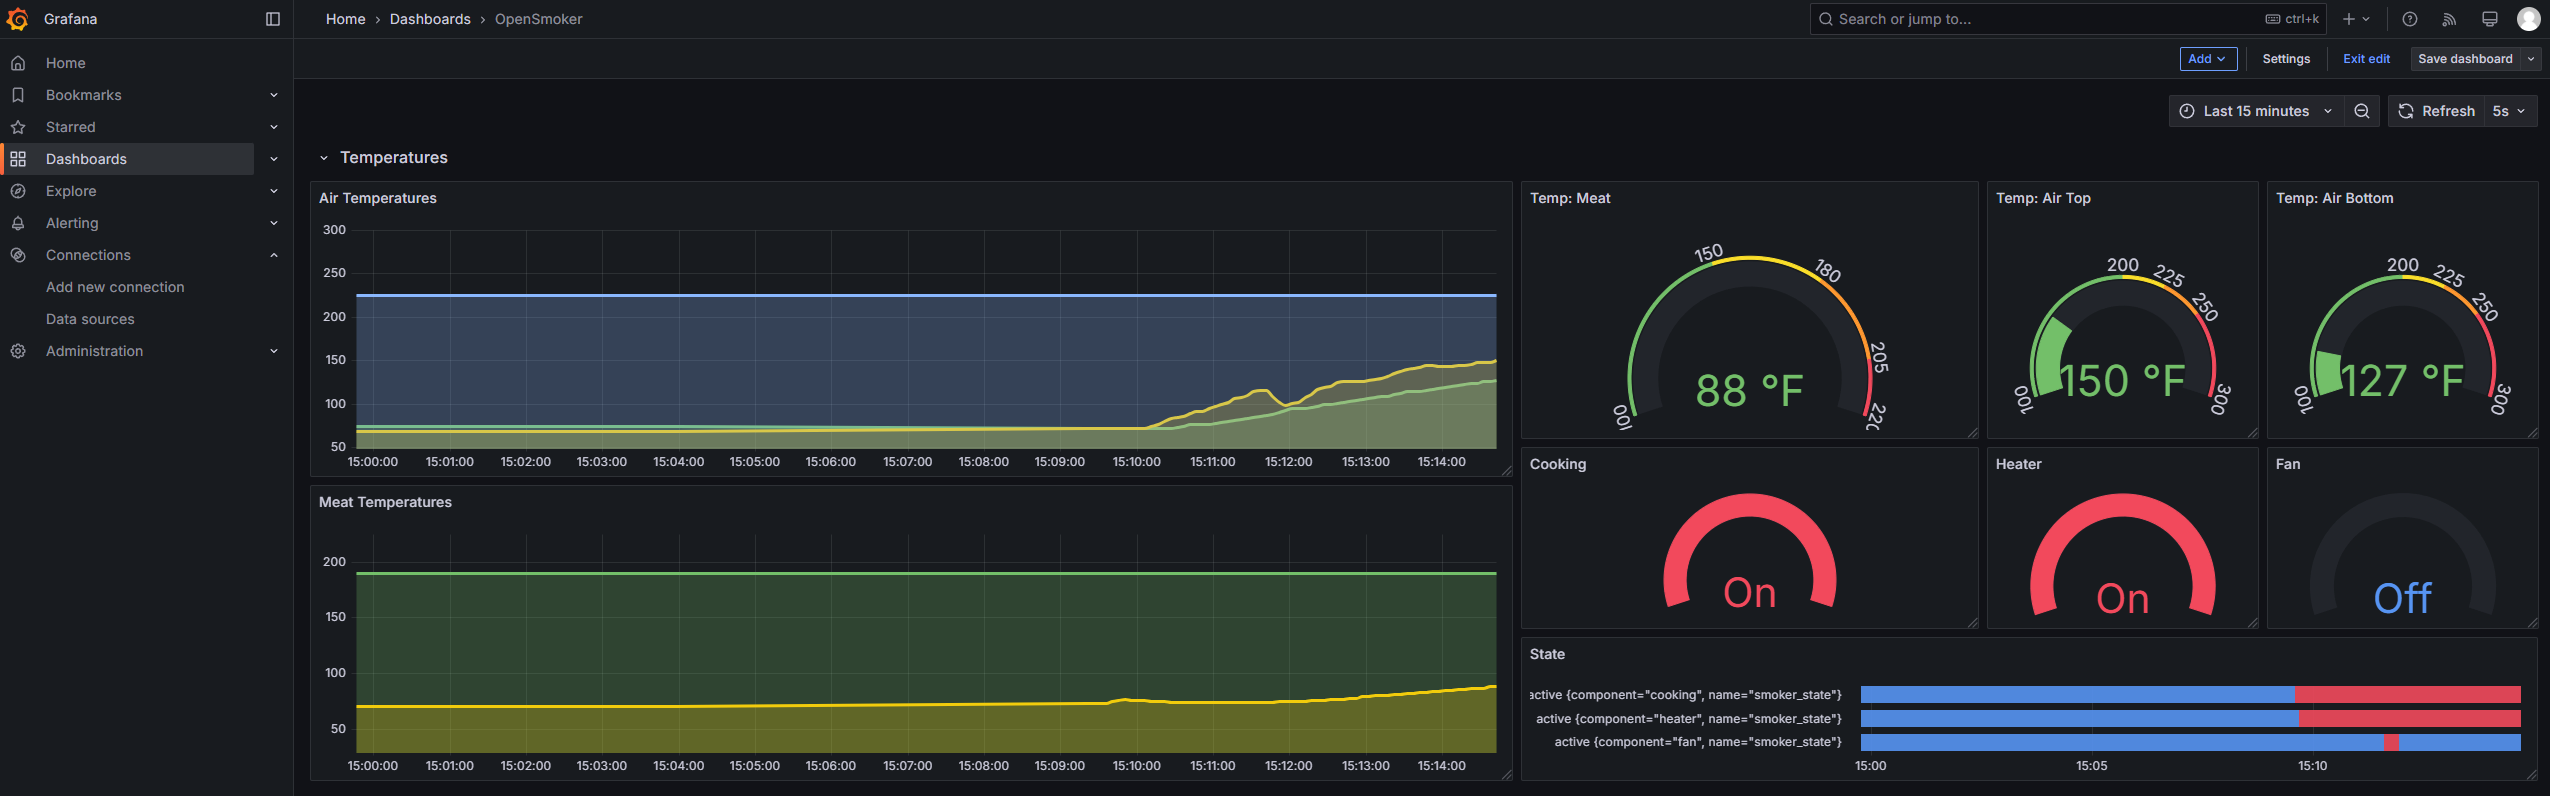 Grafana
Home › Dashboards › OpenSmoker
Search or jump to... ctrl+k
Home
Bookmarks
Starred
Dashboards
Explore
Alerting
Connections
Add new connection
Data sources
Administration
Add Settings Exit edit Save dashboard
Last 15 minutes Refresh 5s
Temperatures
Air Temperatures
300
250
200
150
100
50
15:00:00 15:01:00 15:02:00 15:03:00 15:04:00 15:05:00 15:06:00 15:07:00 15:08:00 15:09:00 15:10:00 15:11:00 15:12:00 15:13:00 15:14:00
Meat Temperatures
200
150
100
50
15:00:00 15:01:00 15:02:00 15:03:00 15:04:00 15:05:00 15:06:00 15:07:00 15:08:00 15:09:00 15:10:00 15:11:00 15:12:00 15:13:00 15:14:00
Temp: Meat
100 150 180 205 220
88 °F
Temp: Air Top
100 200 225 250 300
150 °F
Temp: Air Bottom
100 200 225 250 300
127 °F
Cooking
On
Heater
On
Fan
Off
State
active {component="cooking", name="smoker_state"}
active {component="heater", name="smoker_state"}
active {component="fan", name="smoker_state"}
15:00 15:05 15:10